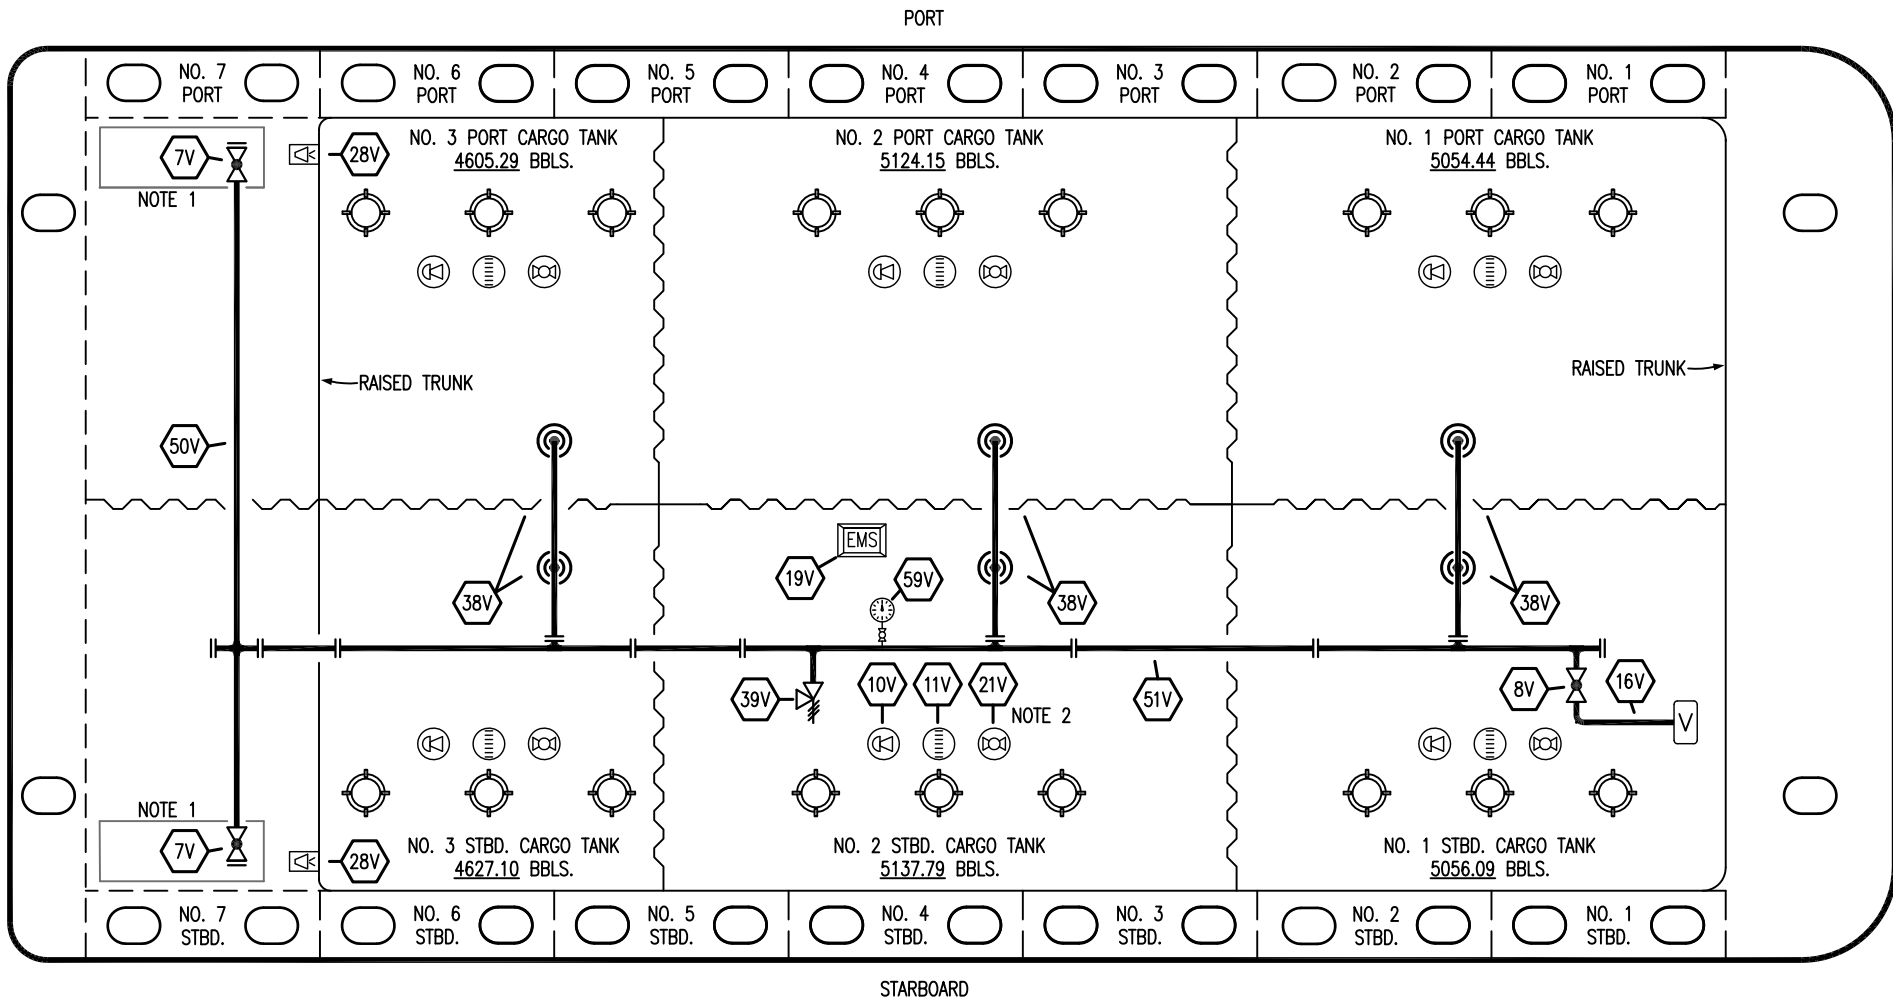 PORT
NO. 7
PORT
NO. 6
PORT
NO. 5
PORT
NO. 4
PORT
NO. 3
PORT
NO. 2
PORT
NO. 1
PORT
NO. 3 PORT CARGO TANK
4605.29 BBLS.
NO. 2 PORT CARGO TANK
5124.15 BBLS.
NO. 1 PORT CARGO TANK
5054.44 BBLS.
7V
28V
NOTE 1
RAISED TRUNK
RAISED TRUNK
50V
EMS
19V
59V
38V
38V
38V
39V
10V
11V
21V
NOTE 2
51V
8V
16V
V
NOTE 1
7V
28V
NO. 3 STBD. CARGO TANK
4627.10 BBLS.
NO. 2 STBD. CARGO TANK
5137.79 BBLS.
NO. 1 STBD. CARGO TANK
5056.09 BBLS.
NO. 7
STBD.
NO. 6
STBD.
NO. 5
STBD.
NO. 4
STBD.
NO. 3
STBD.
NO. 2
STBD.
NO. 1
STBD.
STARBOARD